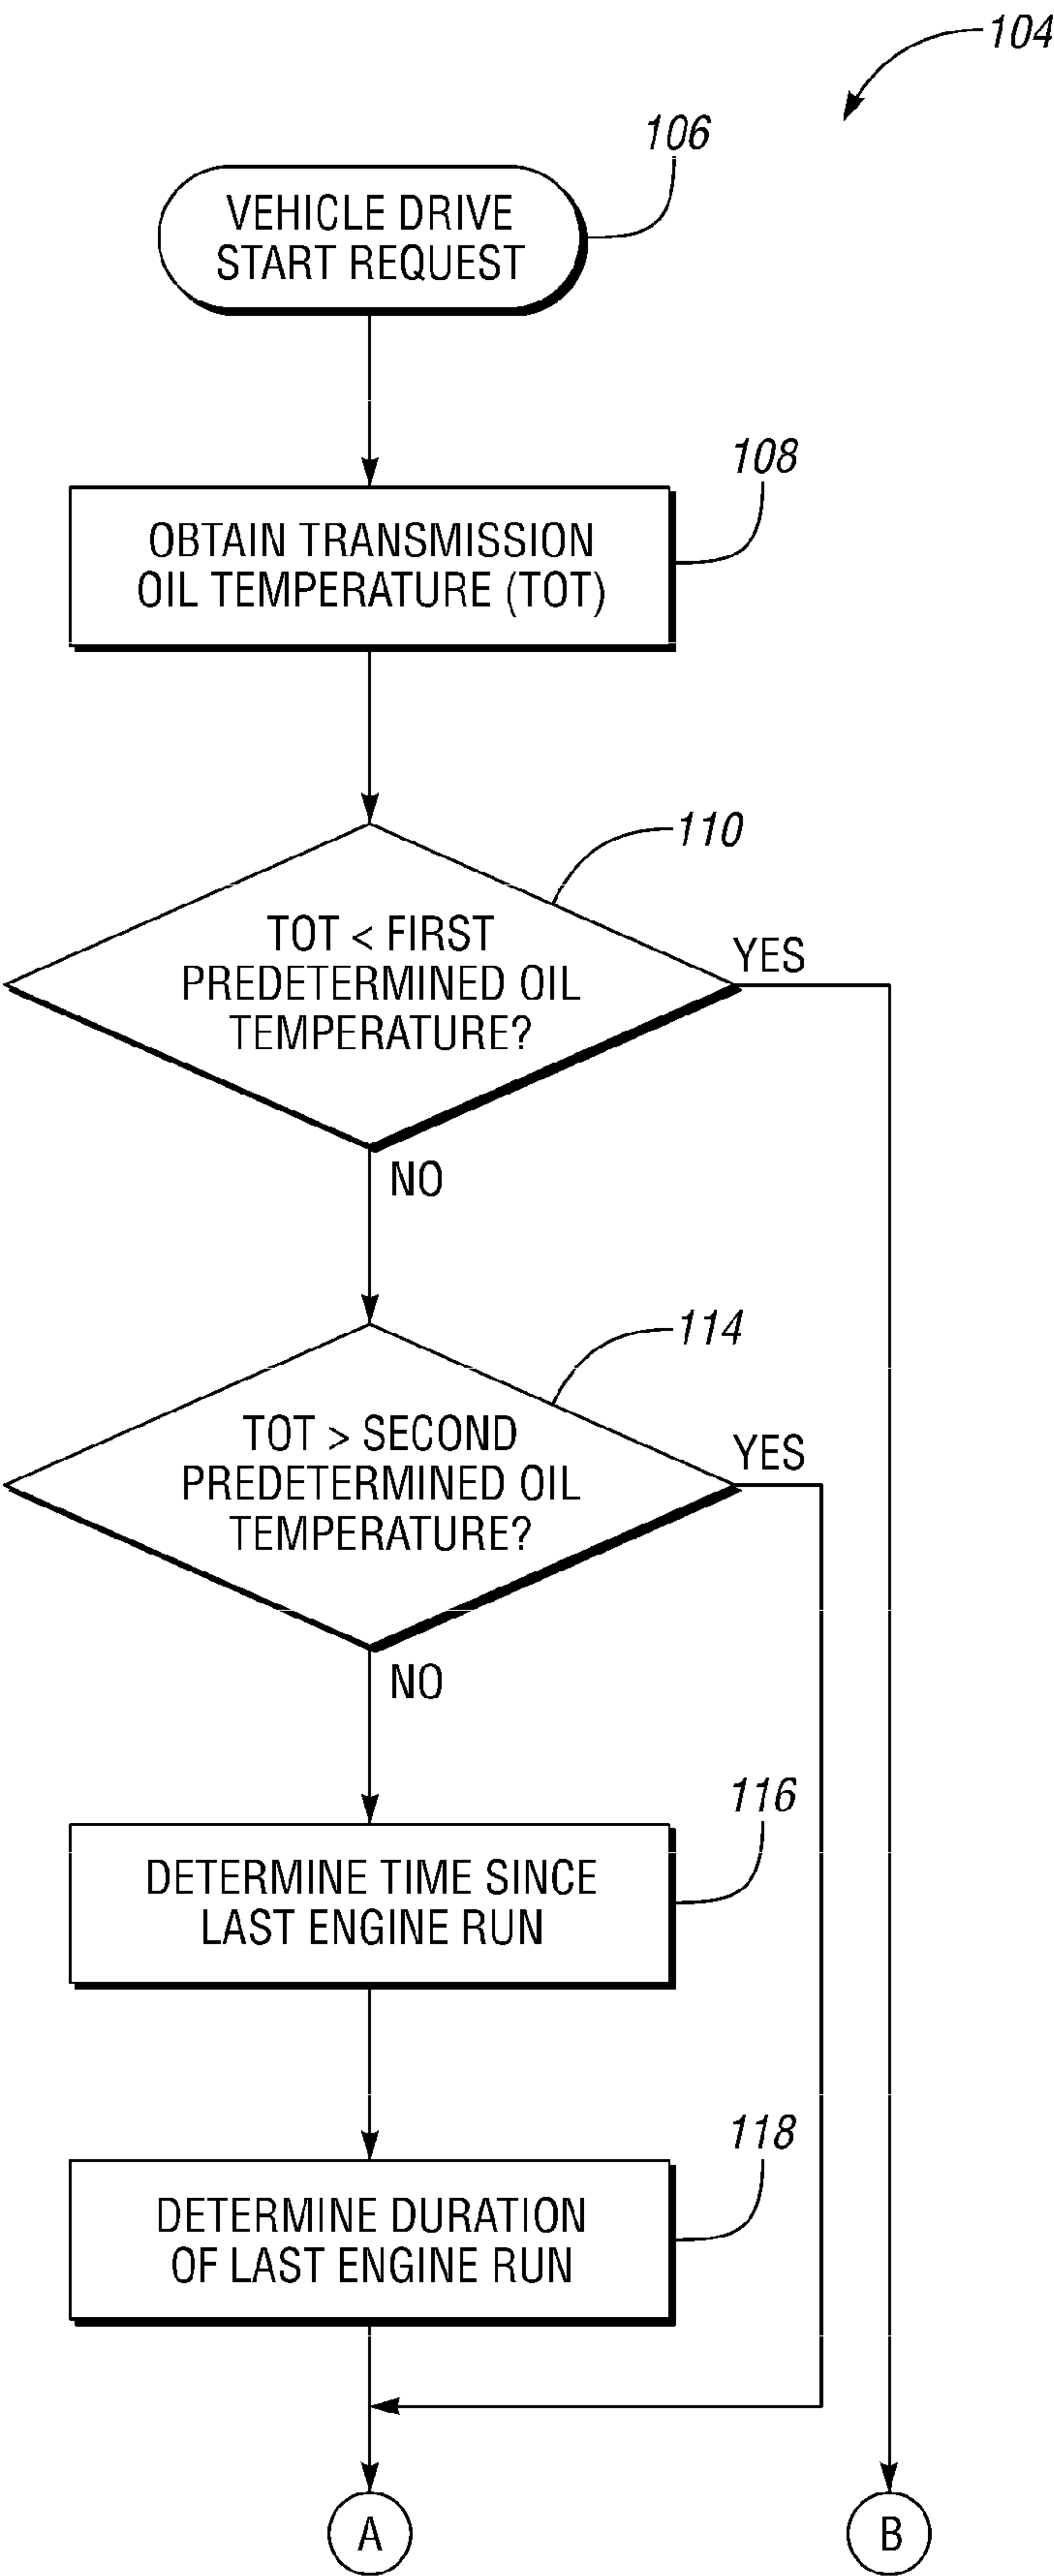 104
106
VEHICLE DRIVE
START REQUEST
108
OBTAIN TRANSMISSION
OIL TEMPERATURE (TOT)
110
TOT < FIRST
PREDETERMINED OIL
TEMPERATURE?
YES
NO
114
TOT > SECOND
PREDETERMINED OIL
TEMPERATURE?
YES
NO
116
DETERMINE TIME SINCE
LAST ENGINE RUN
118
DETERMINE DURATION
OF LAST ENGINE RUN
A
B